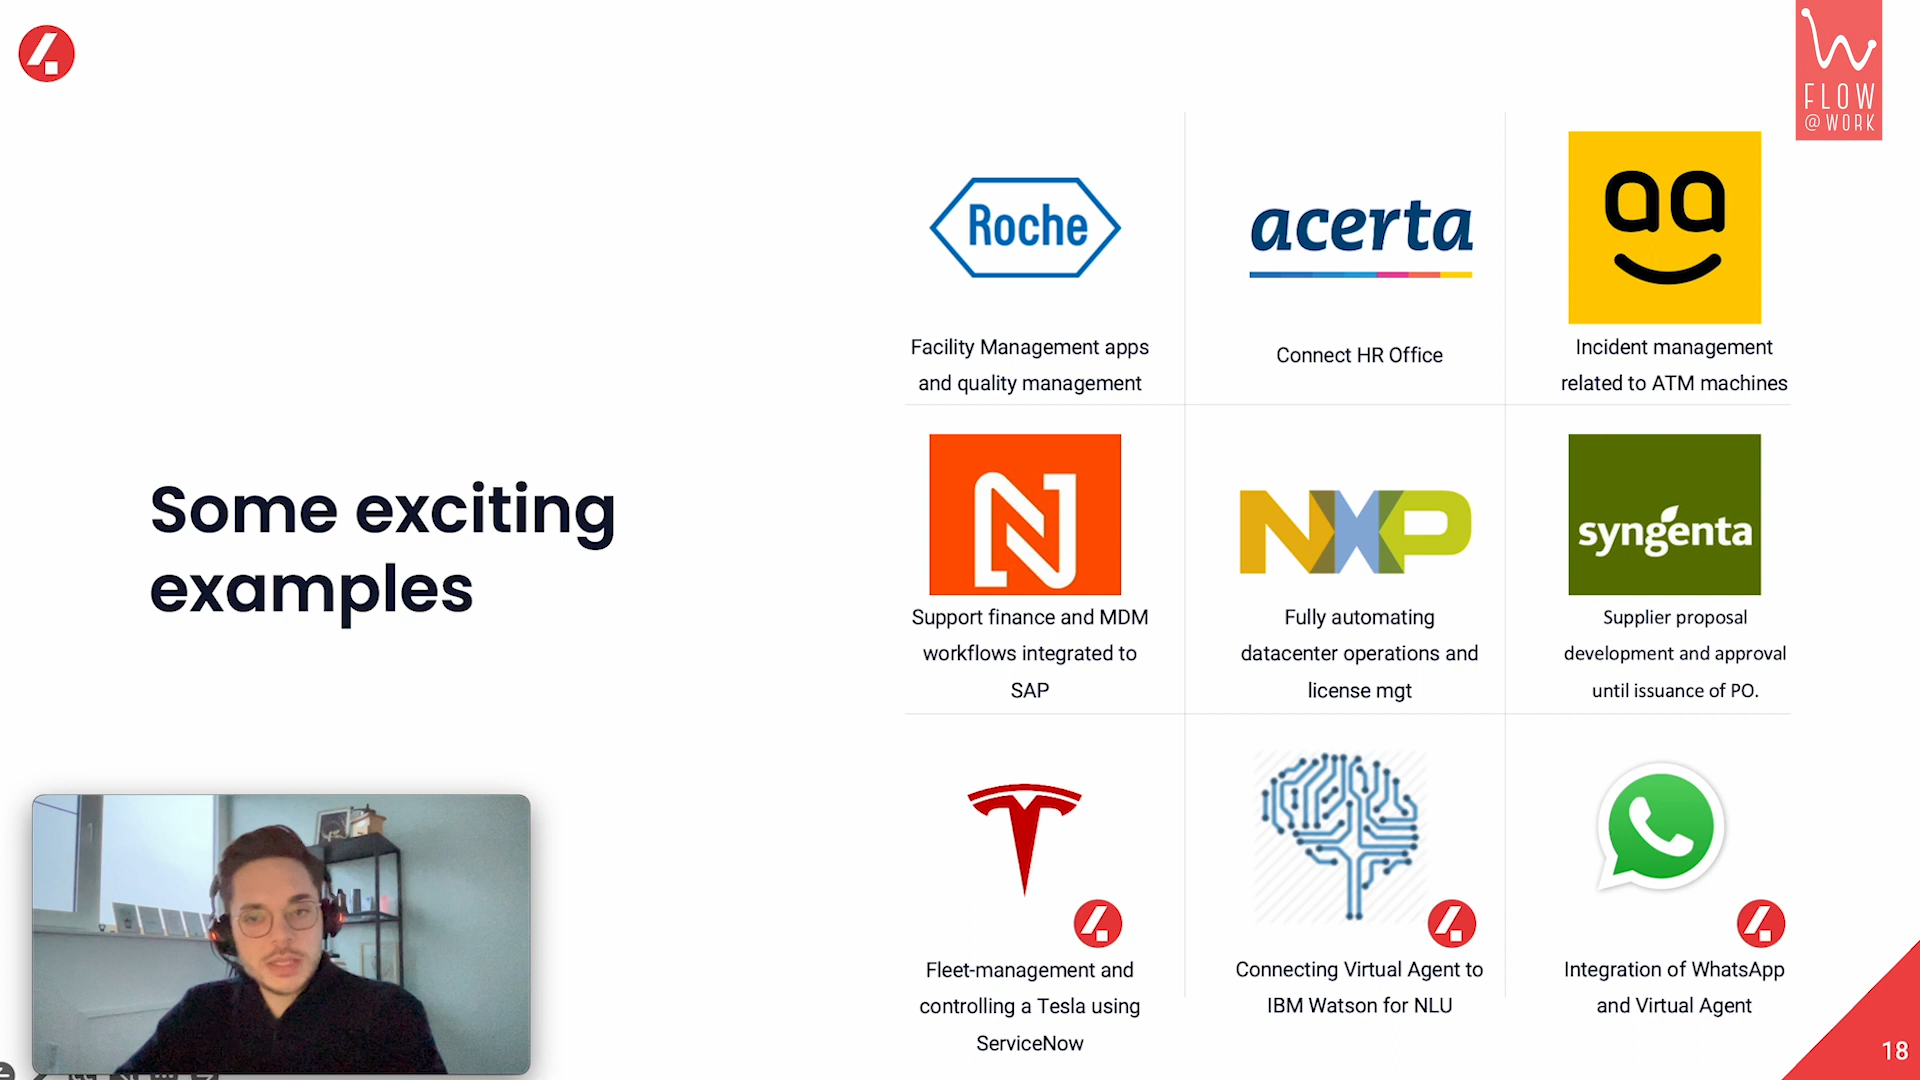 FLOW
@WORK
Some exciting
examples
Roche
Facility Management apps
and quality management
acerta
Connect HR Office
aa
Incident management
related to ATM machines
N
Support finance and MDM
workflows integrated to
SAP
NXP
Fully automating
datacenter operations and
license mgt
syngenta
Supplier proposal
development and approval
until issuance of PO.
Fleet-management and
controlling a Tesla using
ServiceNow
Connecting Virtual Agent to
IBM Watson for NLU
Integration of WhatsApp
and Virtual Agent
18